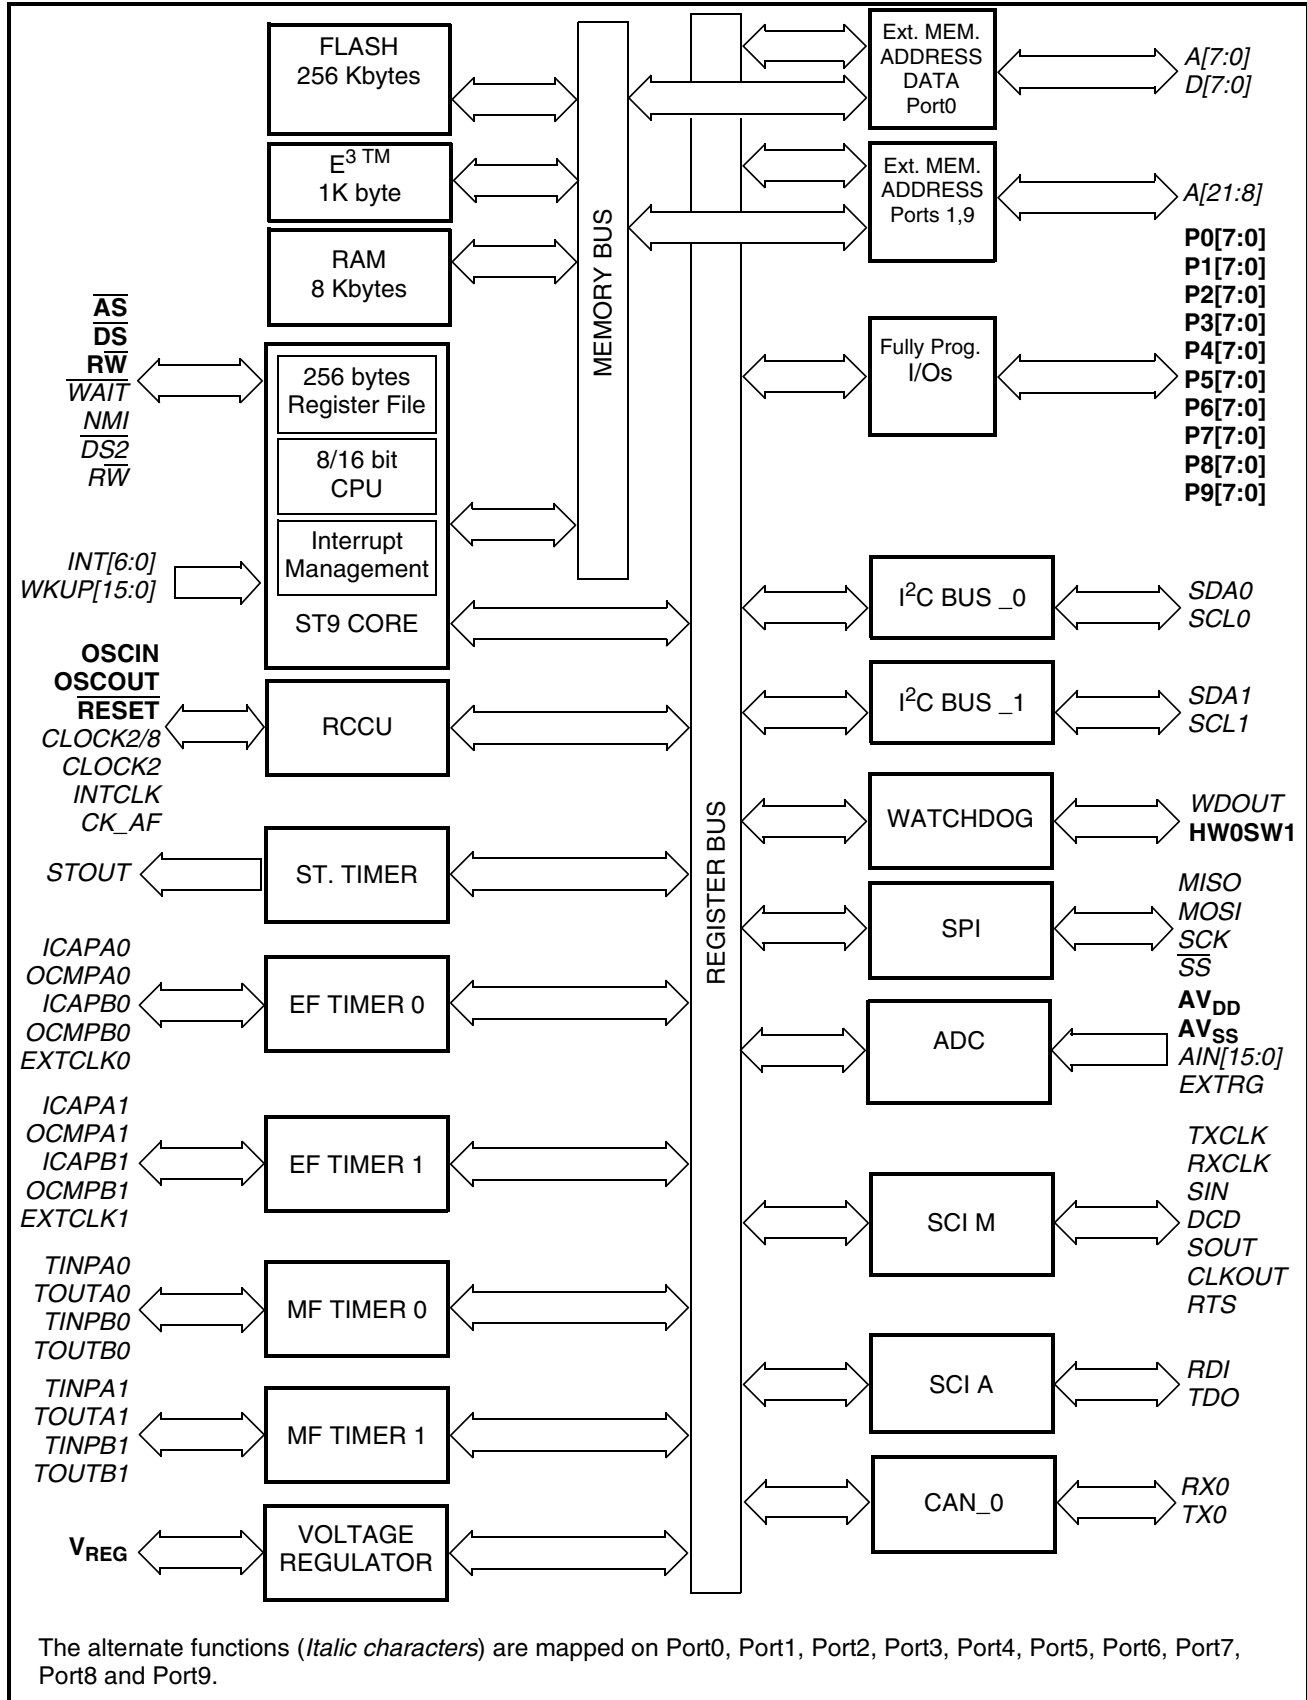 FLASH
256 Kbytes
E³ ™
1K byte
RAM
8 Kbytes
A̅S̅
D̅S̅
RW̅
W̅A̅I̅T̅
NMI
D̅S̅2̅
RW̅
256 bytes
Register File
8/16 bit
CPU
Interrupt
Management
ST9 CORE
INT[6:0]
WKUP[15:0]
OSCIN
OSCOUT
R̅E̅S̅E̅T̅
CLOCK2/8
CLOCK2
INTCLK
CK_AF
RCCU
STOUT
ST. TIMER
ICAPA0
OCMPA0
ICAPB0
OCMPB0
EXTCLK0
EF TIMER 0
ICAPA1
OCMPA1
ICAPB1
OCMPB1
EXTCLK1
EF TIMER 1
TINPA0
TOUTA0
TINPB0
TOUTB0
MF TIMER 0
TINPA1
TOUTA1
TINPB1
TOUTB1
MF TIMER 1
VREG
VOLTAGE
REGULATOR
MEMORY BUS
REGISTER BUS
Ext. MEM.
ADDRESS
DATA
Port0
A[7:0]
D[7:0]
Ext. MEM.
ADDRESS
Ports 1,9
A[21:8]
Fully Prog.
I/Os
P0[7:0]
P1[7:0]
P2[7:0]
P3[7:0]
P4[7:0]
P5[7:0]
P6[7:0]
P7[7:0]
P8[7:0]
P9[7:0]
I²C BUS _0
SDA0
SCL0
I²C BUS _1
SDA1
SCL1
WATCHDOG
WDOUT
HW0SW1
SPI
MISO
MOSI
SCK
S̅S̅
ADC
AVDD
AVSS
AIN[15:0]
EXTRG
SCI M
TXCLK
RXCLK
SIN
DCD
SOUT
CLKOUT
RTS
SCI A
RDI
TDO
CAN_0
RX0
TX0
The alternate functions (Italic characters) are mapped on Port0, Port1, Port2, Port3, Port4, Port5, Port6, Port7,
Port8 and Port9.